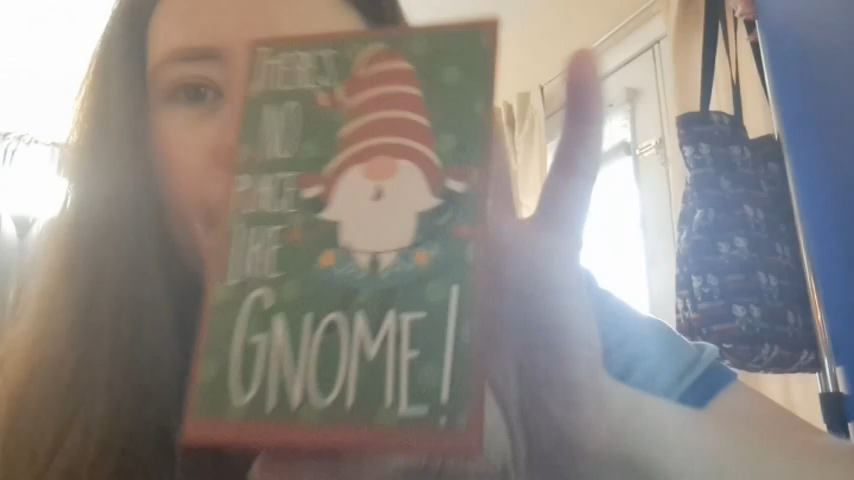 THERE'S
NO
PLACE
LIKE
GNOME!